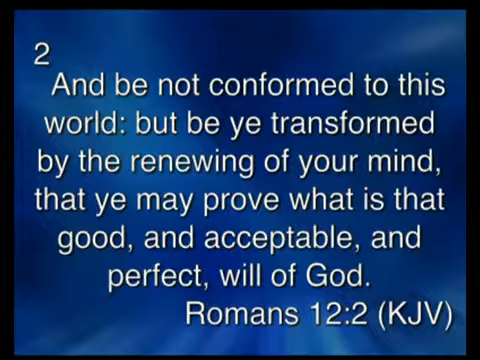 2
And be not conformed to this
world: but be ye transformed
by the renewing of your mind,
that ye may prove what is that
good, and acceptable, and
perfect, will of God.
Romans 12:2 (KJV)